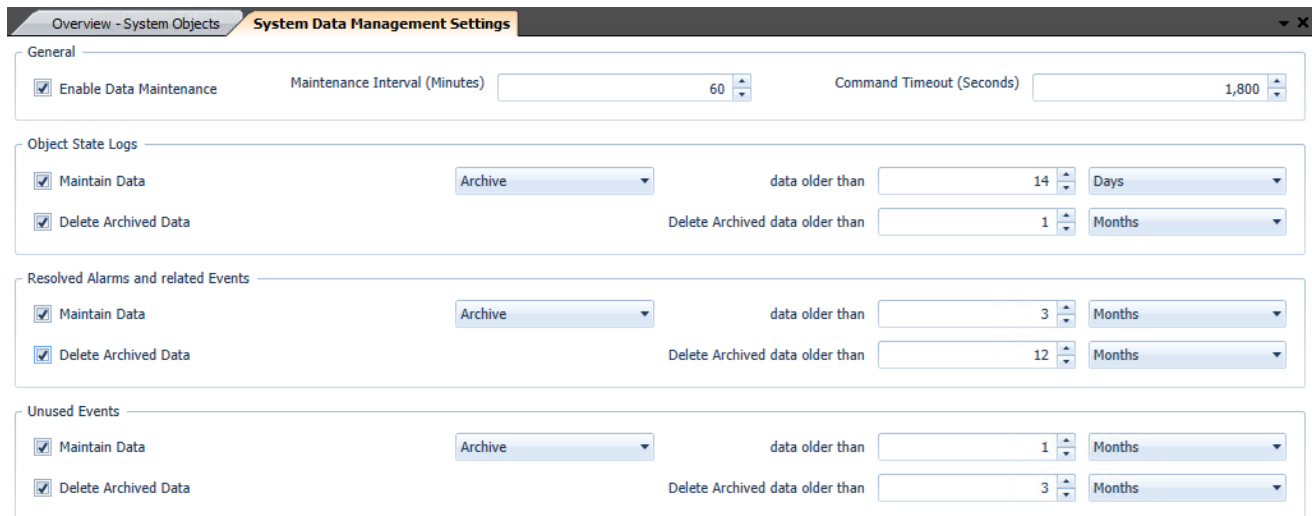 Overview - System Objects System Data Management Settings
General
Enable Data Maintenance Maintenance Interval (Minutes) 60 Command Timeout (Seconds) 1,800
Object State Logs
Maintain Data Archive data older than 14 Days
Delete Archived Data Delete Archived data older than 1 Months
Resolved Alarms and related Events
Maintain Data Archive data older than 3 Months
Delete Archived Data Delete Archived data older than 12 Months
Unused Events
Maintain Data Archive data older than 1 Months
Delete Archived Data Delete Archived data older than 3 Months